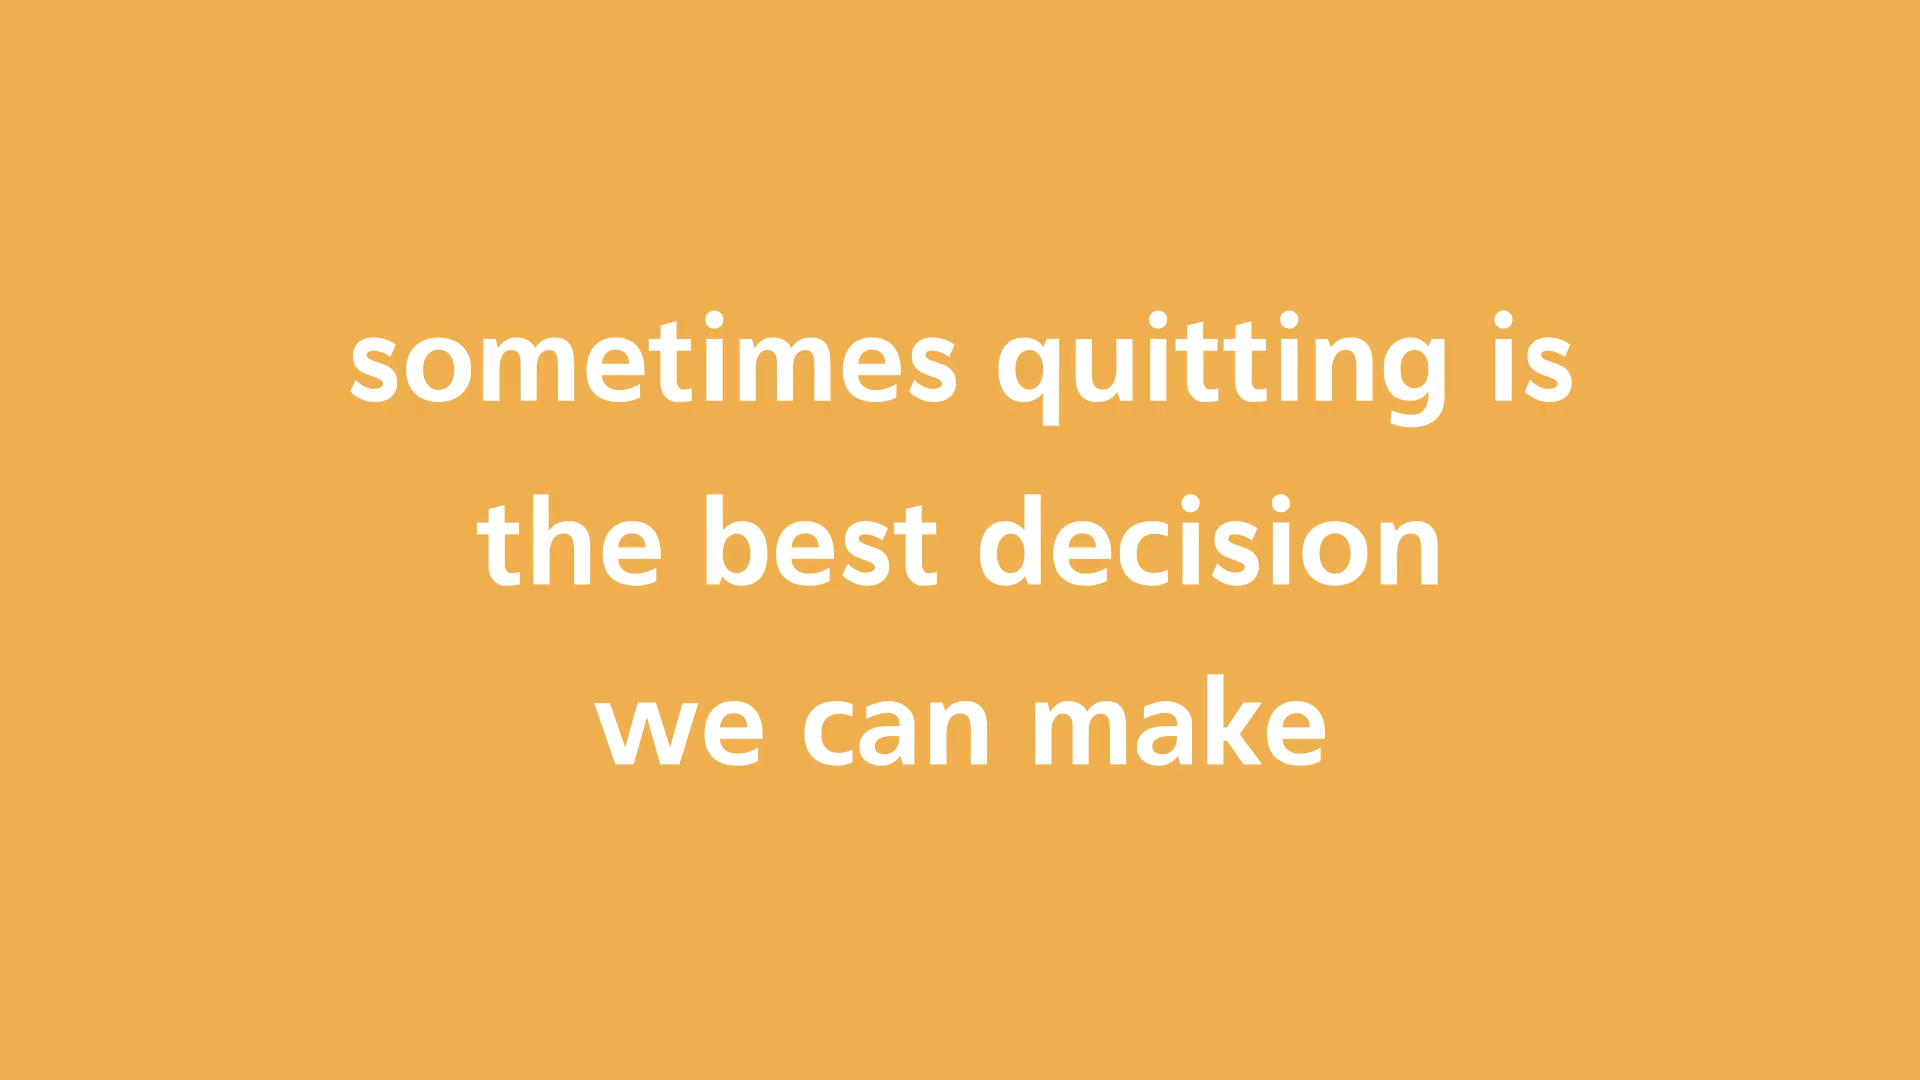 sometimes quitting is
the best decision
we can make